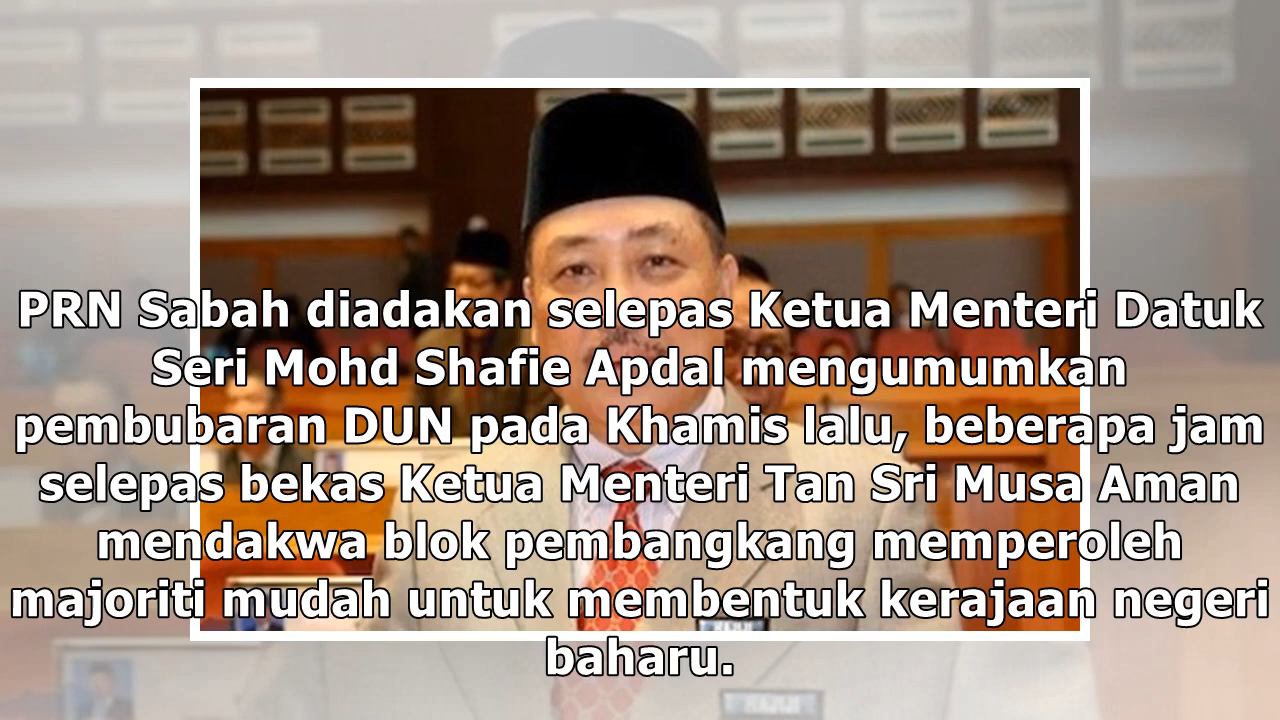 PRN Sabah diadakan selepas Ketua Menteri Datuk
Seri Mohd Shafie Apdal mengumumkan
pembubaran DUN pada Khamis lalu, beberapa jam
selepas bekas Ketua Menteri Tan Sri Musa Aman
mendakwa blok pembangkang memperoleh
majoriti mudah untuk membentuk kerajaan negeri
baharu.